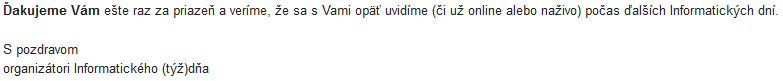 Ďakujeme Vám ešte raz za priazeň a veríme, že sa s Vami opäť uvidíme (či už online alebo naživo) počas ďalších Informatických dní.
S pozdravom
organizátori Informatického (týž)dňa